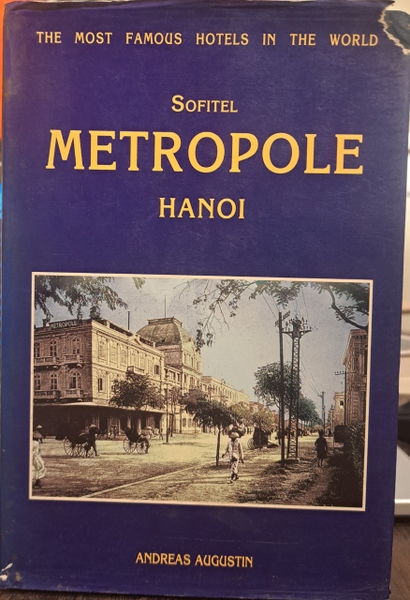 THE MOST FAMOUS HOTELS IN THE WORLD
SOFITEL
METROPOLE
HANOI
METROPOLE
ANDREAS AUGUSTIN